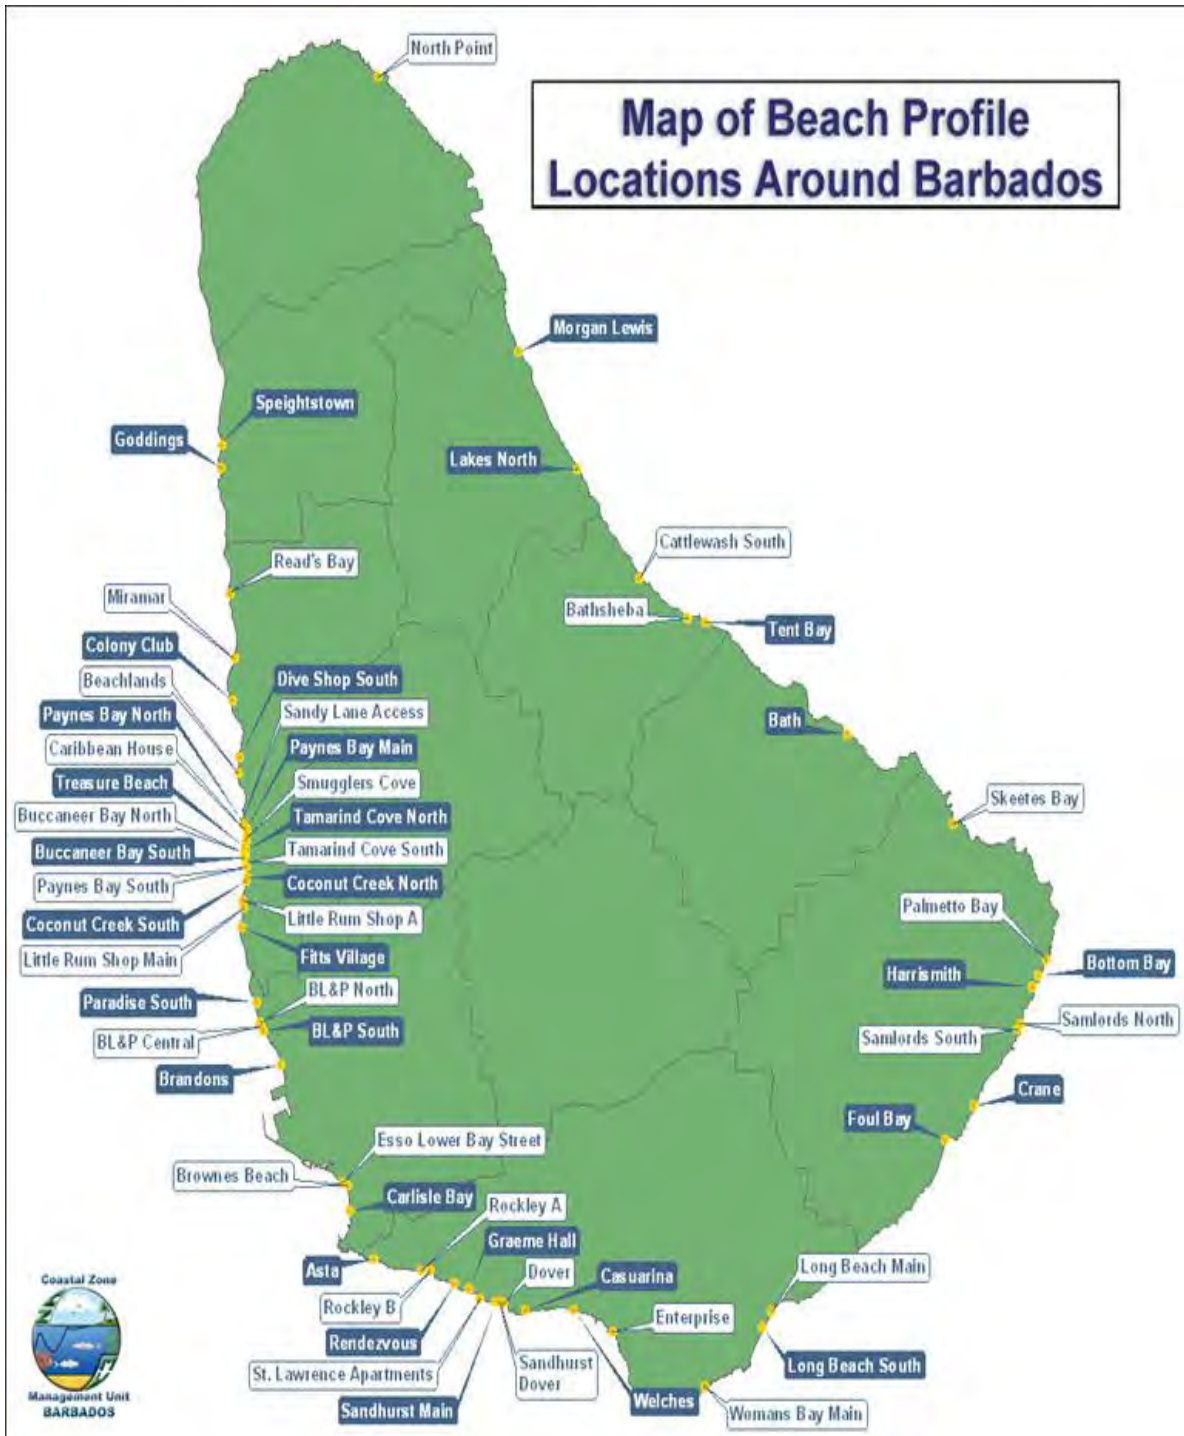 North Point
Map of Beach Profile
Locations Around Barbados
Morgan Lewis
Speightstown
Goddings
Lakes North
Cattlewash South
Read's Bay
Miramar
Bathsheba
Tent Bay
Colony Club
Dive Shop South
Beachlands
Sandy Lane Access
Paynes Bay North
Bath
Paynes Bay Main
Caribbean House
Treasure Beach
Smugglers Cove
Skeetes Bay
Buccaneer Bay North
Tamarind Cove North
Buccaneer Bay South
Tamarind Cove South
Paynes Bay South
Coconut Creek North
Palmetto Bay
Coconut Creek South
Little Rum Shop A
Little Rum Shop Main
Fitts Village
Bottom Bay
Harrismith
BL&P North
Paradise South
Samlords North
BL&P South
BL&P Central
Samlords South
Brandons
Crane
Foul Bay
Esso Lower Bay Street
Brownes Beach
Carlisle Bay
Rockley A
Graeme Hall
Long Beach Main
Asta
Dover
Casuarina
Rockley B
Enterprise
Rendezvous
St. Lawrence Apartments
Sandhurst
Dover
Long Beach South
Sandhurst Main
Welches
Womans Bay Main
Coastal Zone
Management Unit
BARBADOS